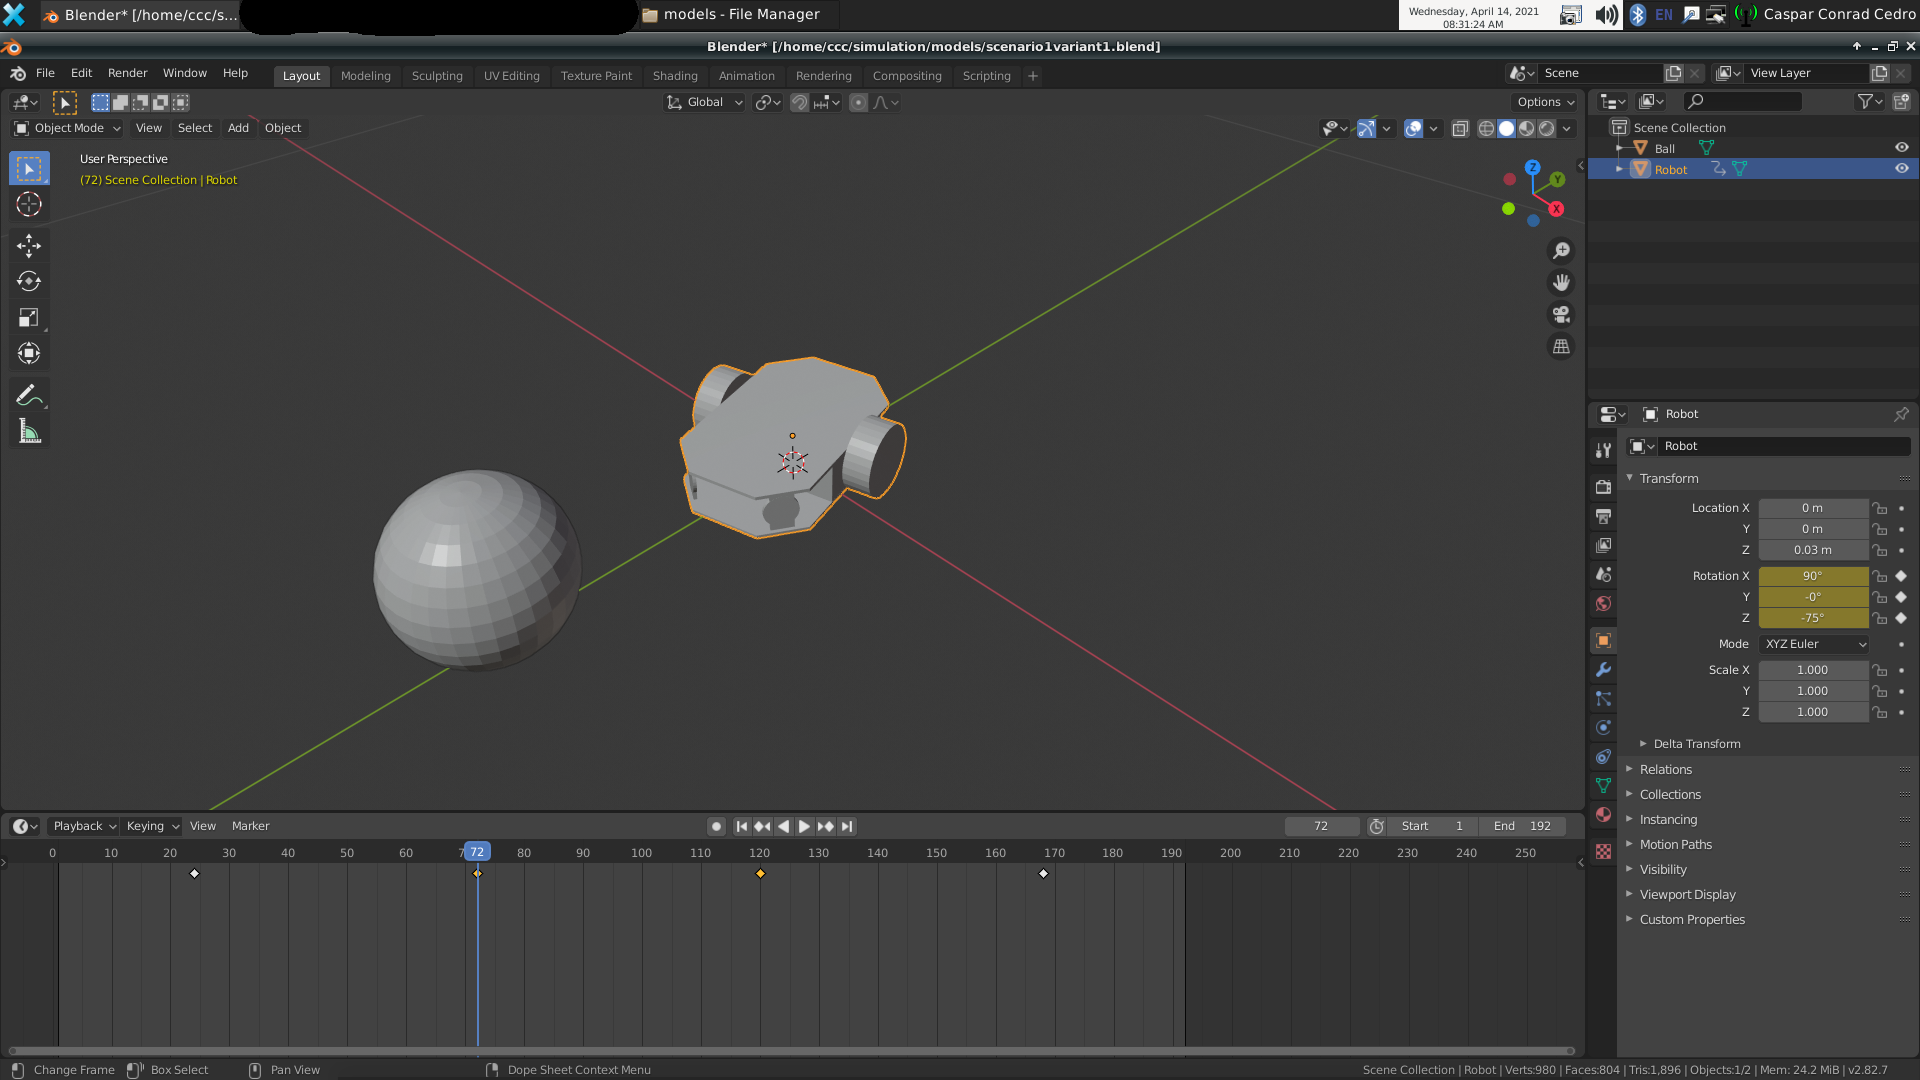 Blender* [/home/ccc/s...
models - File Manager
Wednesday, April 14, 2021
08:31:24 AM
EN
Caspar Conrad Cedro
Blender* [/home/ccc/simulation/models/scenario1variant1.blend]
File Edit Render Window Help
Layout Modeling Sculpting UV Editing Texture Paint Shading Animation Rendering Compositing Scripting +
Scene
View Layer
Global
Options
Object Mode View Select Add Object
User Perspective
(72) Scene Collection | Robot
Z
Y
X
Scene Collection
Ball
Robot
Robot
Robot
Transform
Location X 0 m
Y 0 m
Z 0.03 m
Rotation X 90°
Y -0°
Z -75°
Mode XYZ Euler
Scale X 1.000
Y 1.000
Z 1.000
Delta Transform
Relations
Collections
Instancing
Motion Paths
Visibility
Viewport Display
Custom Properties
Playback Keying View Marker
72 Start 1 End 192
0 10 20 30 40 50 60 72 80 90 100 110 120 130 140 150 160 170 180 190 200 210 220 230 240 250
Change Frame Box Select Pan View Dope Sheet Context Menu
Scene Collection | Robot | Verts:980 | Faces:804 | Tris:1,896 | Objects:1/2 | Mem: 24.2 MiB | v2.82.7